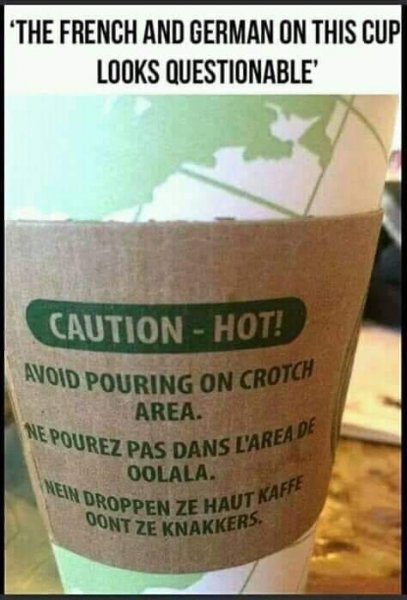 'THE FRENCH AND GERMAN ON THIS CUP
LOOKS QUESTIONABLE'
CAUTION - HOT!
AVOID POURING ON CROTCH
AREA.
NE POUREZ PAS DANS L'AREA DE
OOLALA.
NEIN DROPPEN ZE HAUT KAFFE
OONT ZE KNAKKERS.